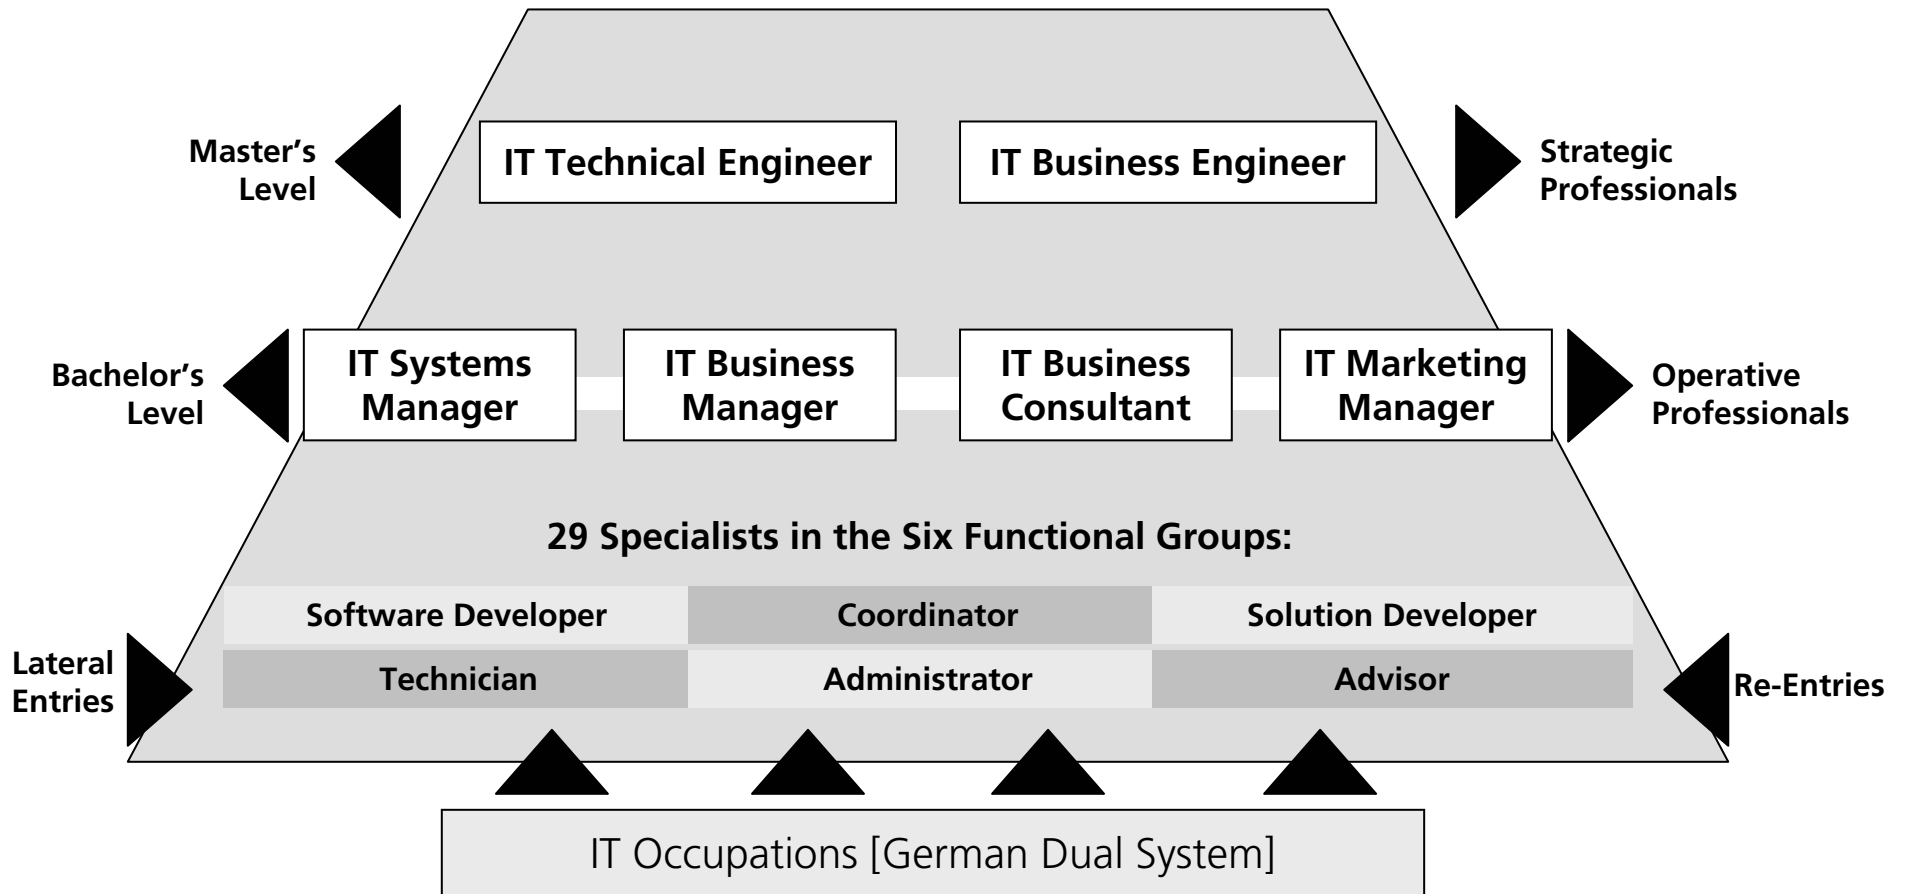 Master's
Level
IT Technical Engineer
IT Business Engineer
Strategic
Professionals
Bachelor's
Level
IT Systems
Manager
IT Business
Manager
IT Business
Consultant
IT Marketing
Manager
Operative
Professionals
29 Specialists in the Six Functional Groups:
Software Developer
Coordinator
Solution Developer
Lateral
Entries
Technician
Administrator
Advisor
Re-Entries
IT Occupations [German Dual System]